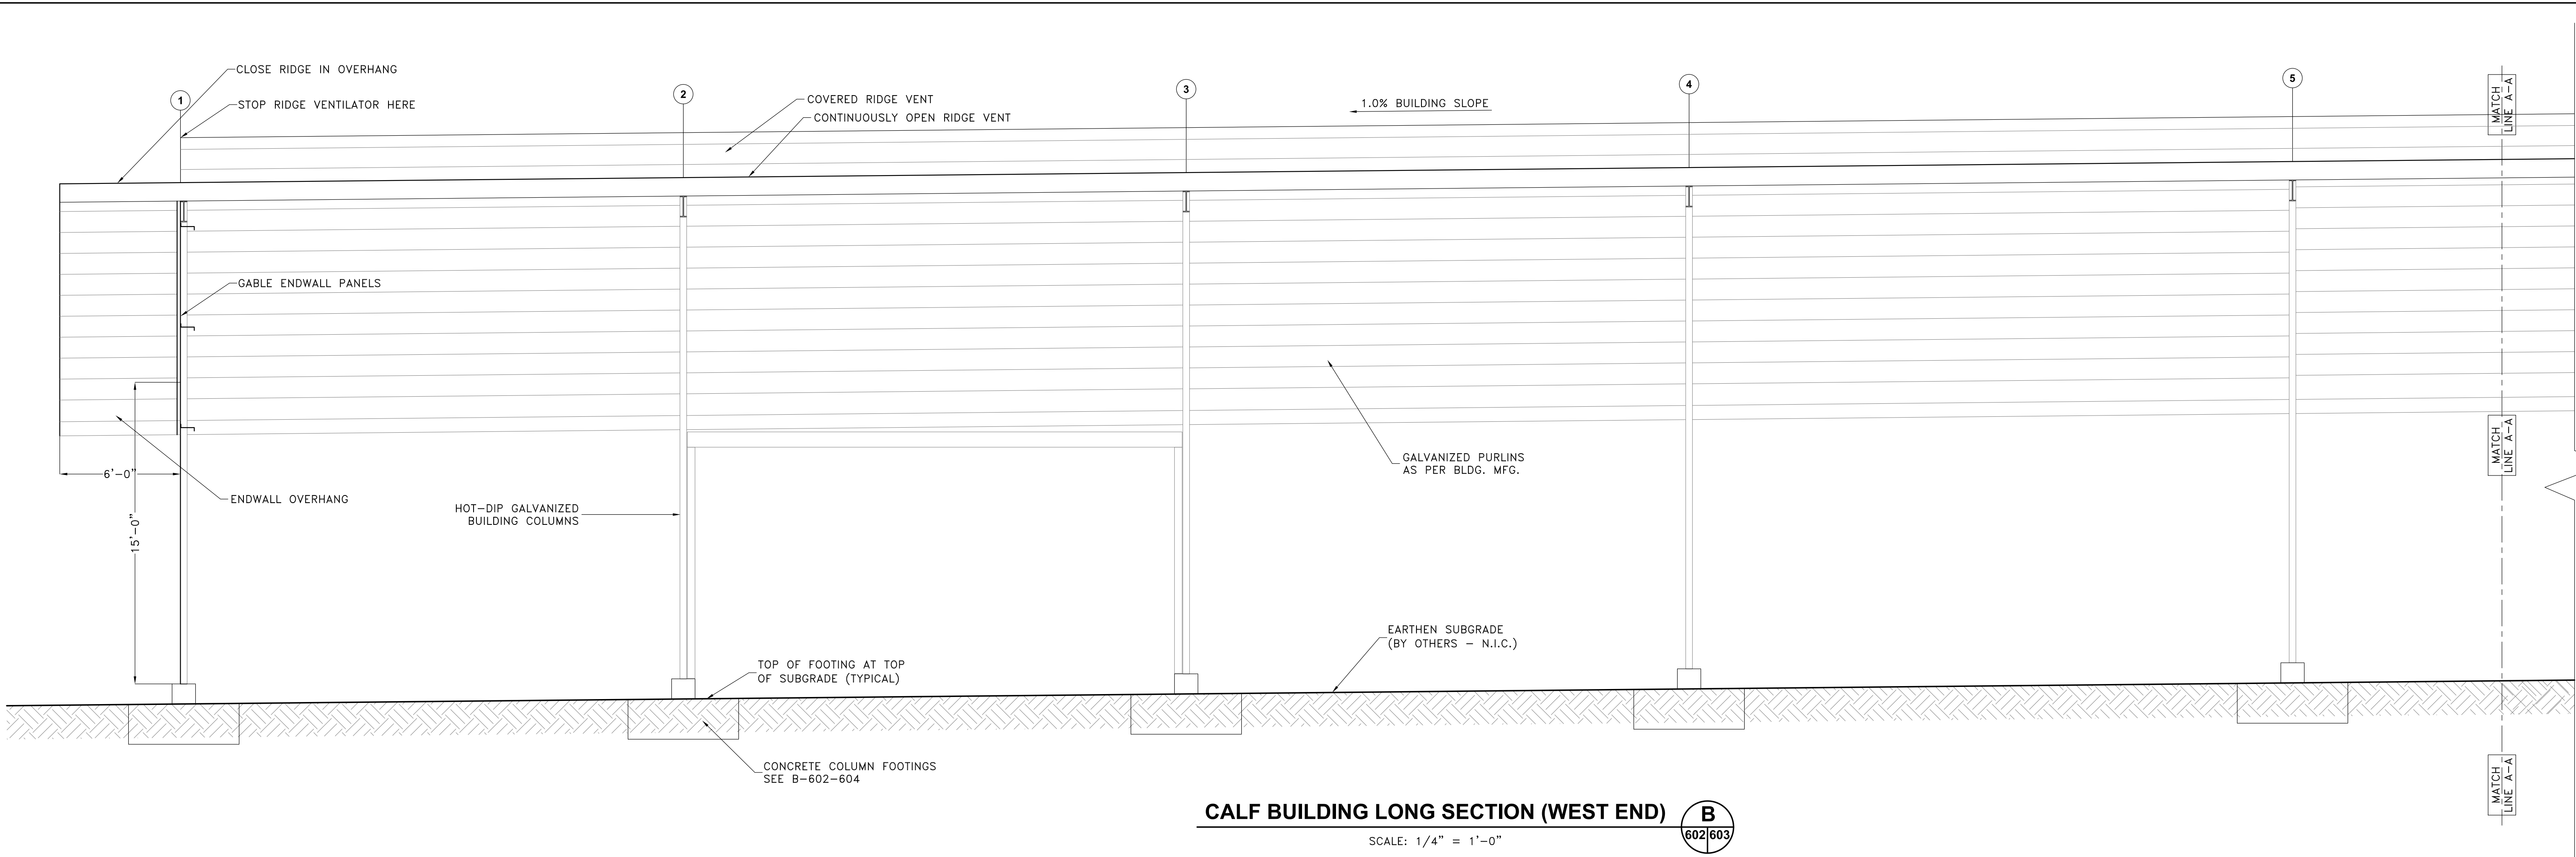 CLOSE RIDGE IN OVERHANG
1
STOP RIDGE VENTILATOR HERE
2
COVERED RIDGE VENT
CONTINUOUSLY OPEN RIDGE VENT
3
1.0% BUILDING SLOPE
4
5
MATCH
LINE A-A
GABLE ENDWALL PANELS
6'-0"
15'-0"
ENDWALL OVERHANG
HOT-DIP GALVANIZED
BUILDING COLUMNS
GALVANIZED PURLINS
AS PER BLDG. MFG.
MATCH
LINE A-A
TOP OF FOOTING AT TOP
OF SUBGRADE (TYPICAL)
EARTHEN SUBGRADE
(BY OTHERS - N.I.C.)
CONCRETE COLUMN FOOTINGS
SEE B-602-604
MATCH
LINE A-A
CALF BUILDING LONG SECTION (WEST END)
B
602 603
SCALE: 1/4" = 1'-0"